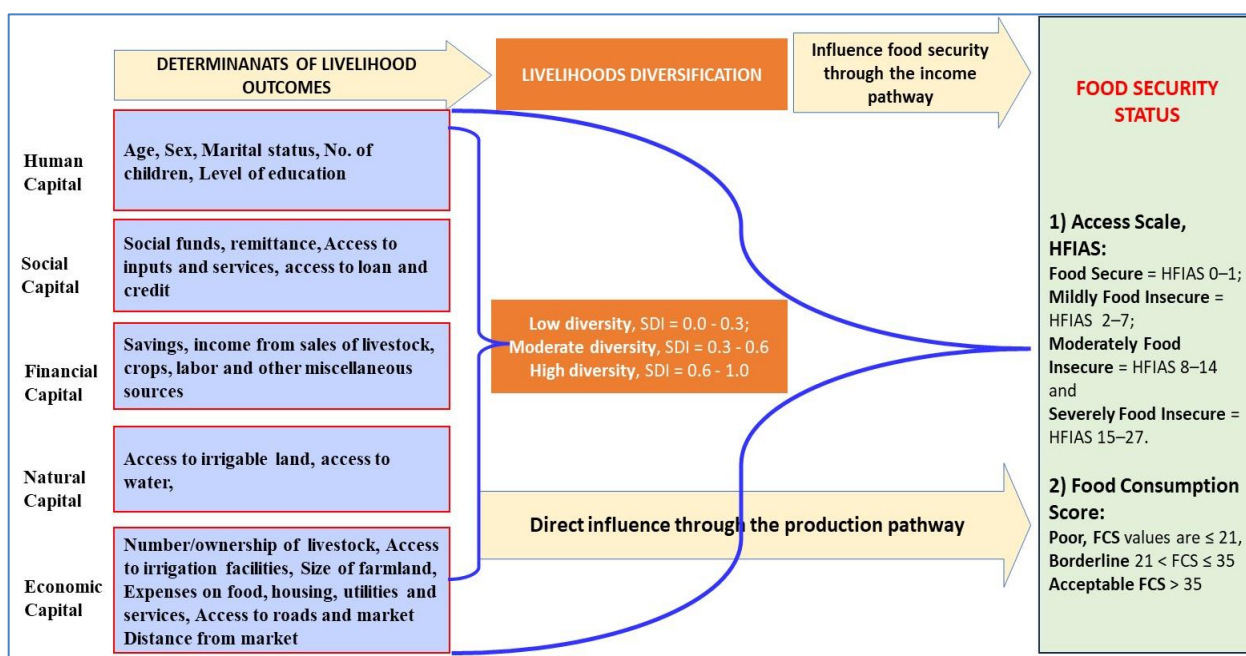 DETERMINANATS OF LIVELIHOOD
OUTCOMES
LIVELIHOODS DIVERSIFICATION
Influence food security
through the income
pathway
FOOD SECURITY
STATUS
Human
Capital
Age, Sex, Marital status, No. of
children, Level of education
Social
Capital
Social funds, remittance, Access to
inputs and services, access to loan and
credit
Financial
Capital
Savings, income from sales of livestock,
crops, labor and other miscellaneous
sources
Natural
Capital
Access to irrigable land, access to
water,
Economic
Capital
Number/ownership of livestock, Access
to irrigation facilities, Size of farmland,
Expenses on food, housing, utilities and
services, Access to roads and market
Distance from market
Low diversity, SDI = 0.0 - 0.3;
Moderate diversity, SDI = 0.3 - 0.6
High diversity, SDI = 0.6 - 1.0
Direct influence through the production pathway
1) Access Scale,
HFIAS:
Food Secure = HFIAS 0–1;
Mildly Food Insecure =
HFIAS 2–7;
Moderately Food
Insecure = HFIAS 8–14
and
Severely Food Insecure =
HFIAS 15–27.
2) Food Consumption
Score:
Poor, FCS values are ≤ 21,
Borderline 21 < FCS ≤ 35
Acceptable FCS > 35